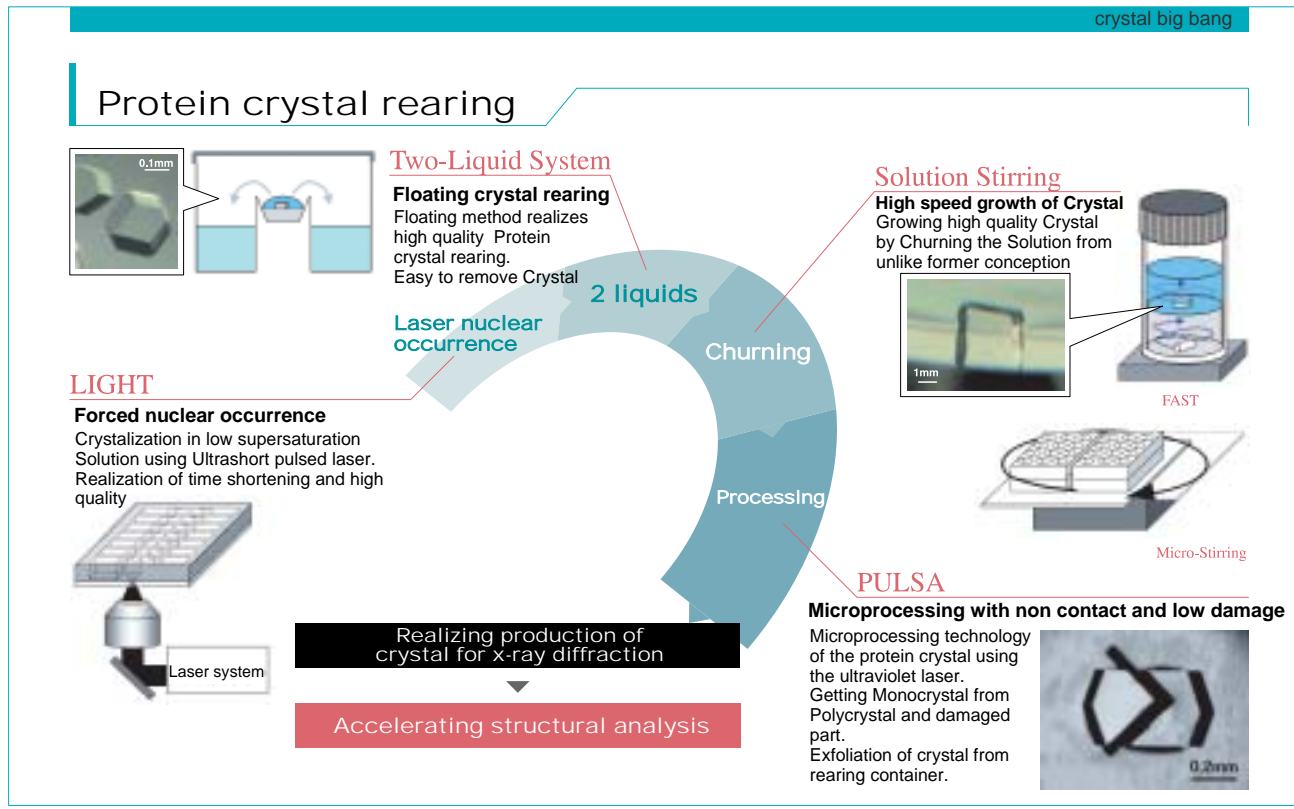 crystal big bang
Protein crystal rearing
0.1mm
Two-Liquid System
Floating crystal rearing
Floating method realizes
high quality Protein
crystal rearing.
Easy to remove Crystal
Solution Stirring
High speed growth of Crystal
Growing high quality Crystal
by Churning the Solution from
unlike former conception
1mm
FAST
Micro-Stirring
2 liquids
Laser nuclear
occurrence
Churning
Processing
LIGHT
Forced nuclear occurrence
Crystalization in low supersaturation
Solution using Ultrashort pulsed laser.
Realization of time shortening and high
quality
Laser system
PULSA
Microprocessing with non contact and low damage
Microprocessing technology
of the protein crystal using
the ultraviolet laser.
Getting Monocrystal from
Polycrystal and damaged
part.
Exfoliation of crystal from
rearing container.
0.2mm
Realizing production of
crystal for x-ray diffraction
Accelerating structural analysis